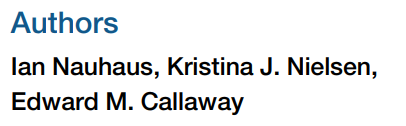 Authors
Ian Nauhaus, Kristina J. Nielsen,
Edward M. Callaway